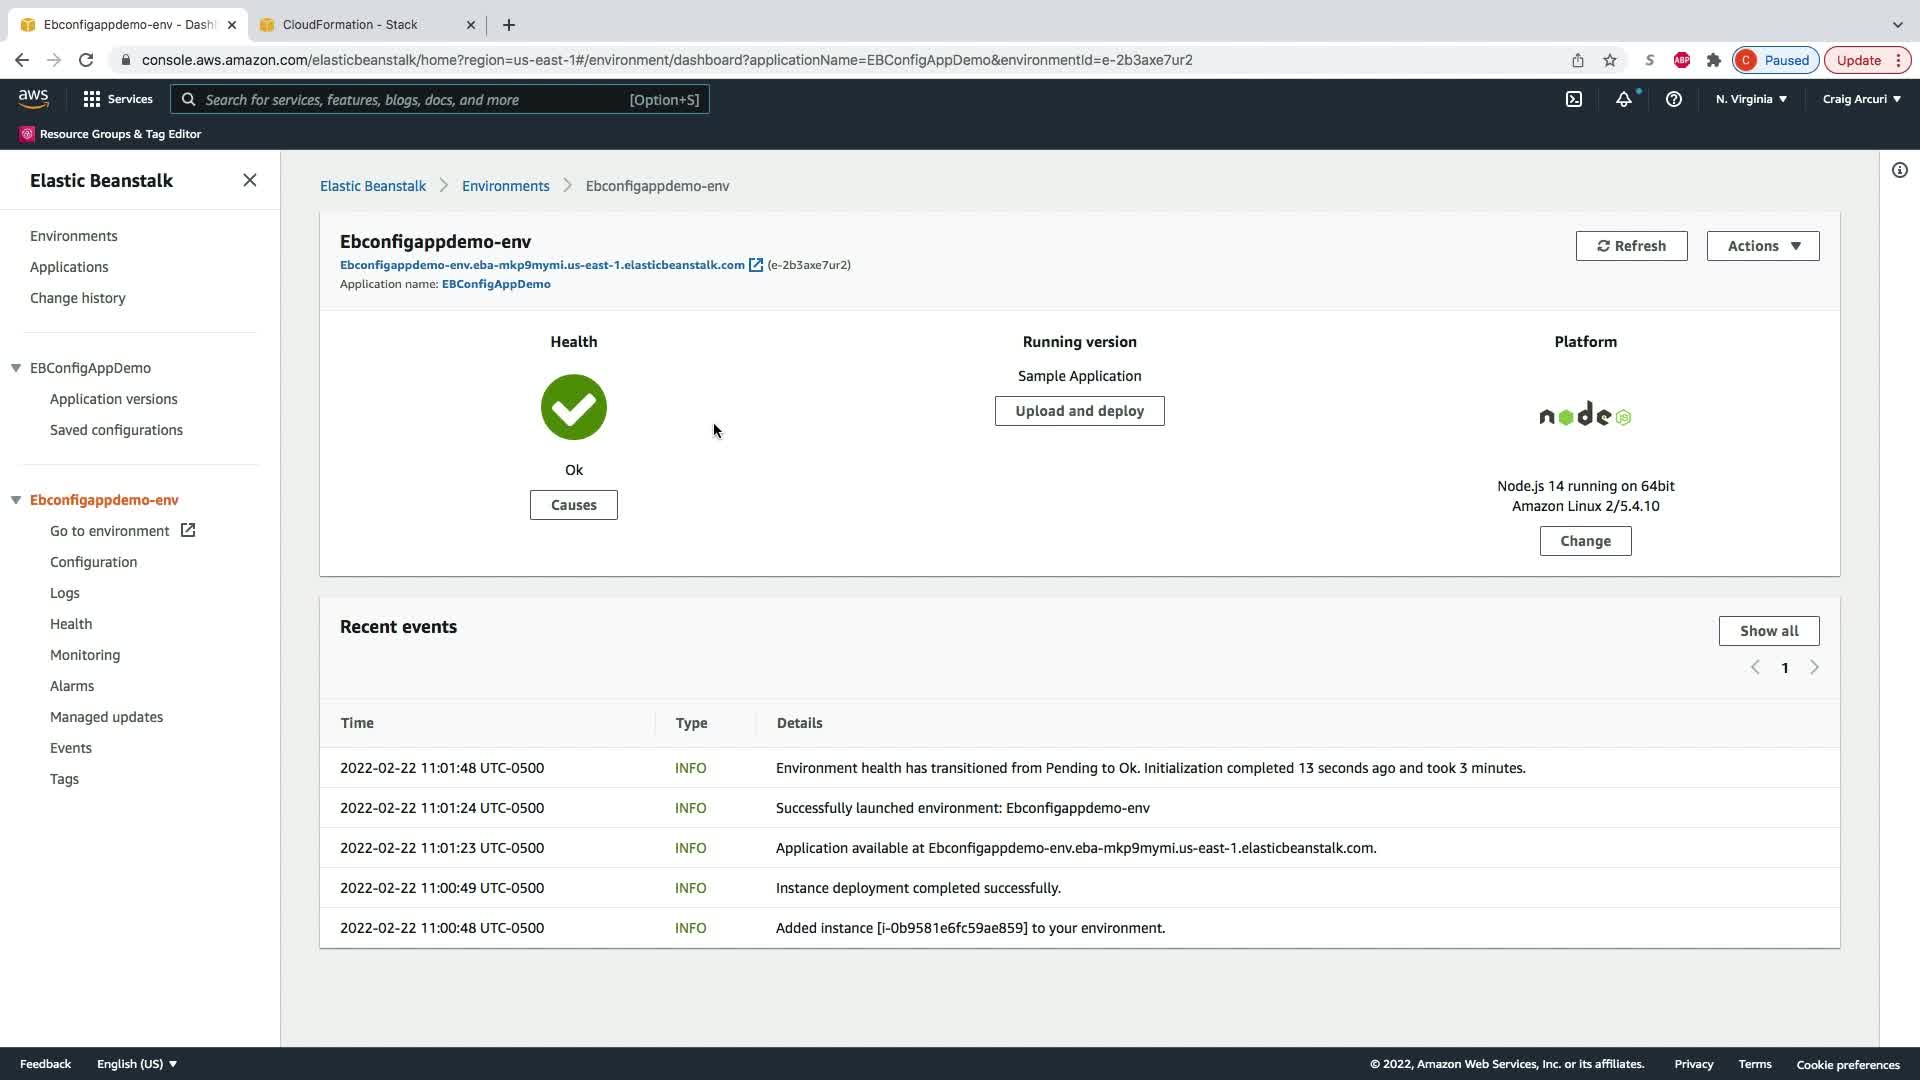 Ebconfigappdemo-env - Dash
CloudFormation - Stack
console.aws.amazon.com/elasticbeanstalk/home?region=us-east-1#/environment/dashboard?applicationName=EBConfigAppDemo&environmentId=e-2b3axe7ur2
S
ABP
C Paused
Update
aws
Services
Search for services, features, blogs, docs, and more [Option+S]
N. Virginia
Craig Arcuri
Resource Groups & Tag Editor
Elastic Beanstalk
Environments
Applications
Change history
EBConfigAppDemo
Application versions
Saved configurations
Ebconfigappdemo-env
Go to environment
Configuration
Logs
Health
Monitoring
Alarms
Managed updates
Events
Tags
Elastic Beanstalk > Environments > Ebconfigappdemo-env
Ebconfigappdemo-env
Ebconfigappdemo-env.eba-mkp9mymi.us-east-1.elasticbeanstalk.com (e-2b3axe7ur2)
Application name: EBConfigAppDemo
Refresh
Actions
Health
Ok
Causes
Running version
Sample Application
Upload and deploy
Platform
node JS
Node.js 14 running on 64bit
Amazon Linux 2/5.4.10
Change
Recent events
Show all
1
Time Type Details
2022-02-22 11:01:48 UTC-0500 INFO Environment health has transitioned from Pending to Ok. Initialization completed 13 seconds ago and took 3 minutes.
2022-02-22 11:01:24 UTC-0500 INFO Successfully launched environment: Ebconfigappdemo-env
2022-02-22 11:01:23 UTC-0500 INFO Application available at Ebconfigappdemo-env.eba-mkp9mymi.us-east-1.elasticbeanstalk.com.
2022-02-22 11:00:49 UTC-0500 INFO Instance deployment completed successfully.
2022-02-22 11:00:48 UTC-0500 INFO Added instance [i-0b9581e6fc59ae859] to your environment.
Feedback
English (US)
© 2022, Amazon Web Services, Inc. or its affiliates.
Privacy
Terms
Cookie preferences